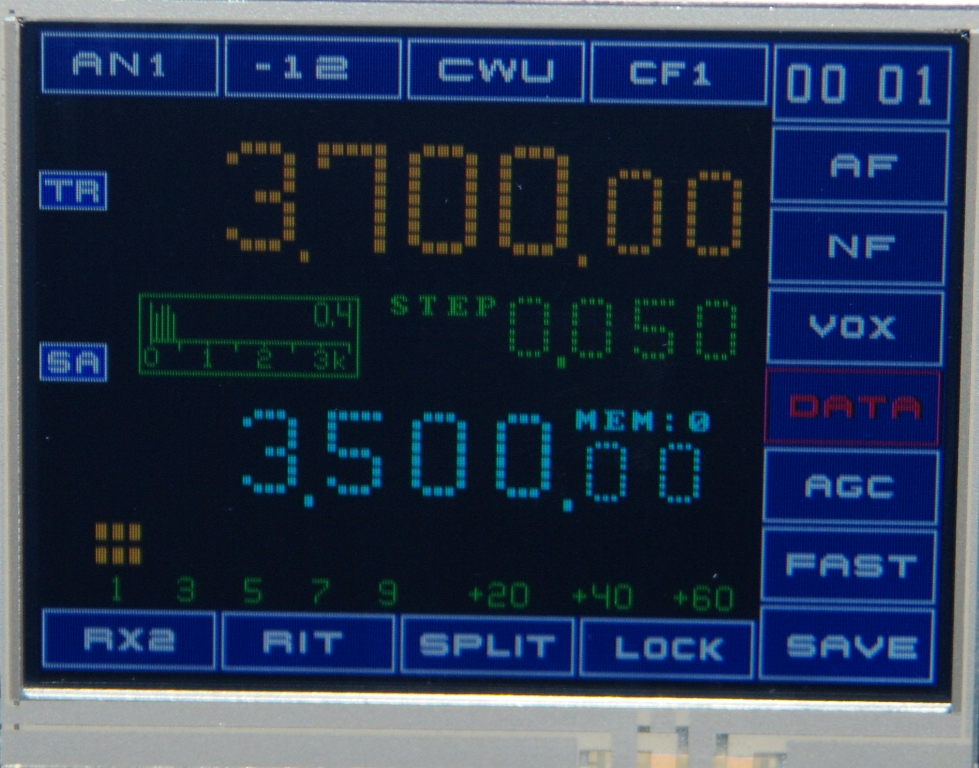 AN1 -12 CWU CF1 00 01
AF
TR 3.700.00
NF
STEP 0.050
0.4
VOX
0 1 2 3k
SA
DATA
MEM:0
3.500.00
AGC
FAST
1 3 5 7 9 +20 +40 +60
RX2 RIT SPLIT LOCK SAVE